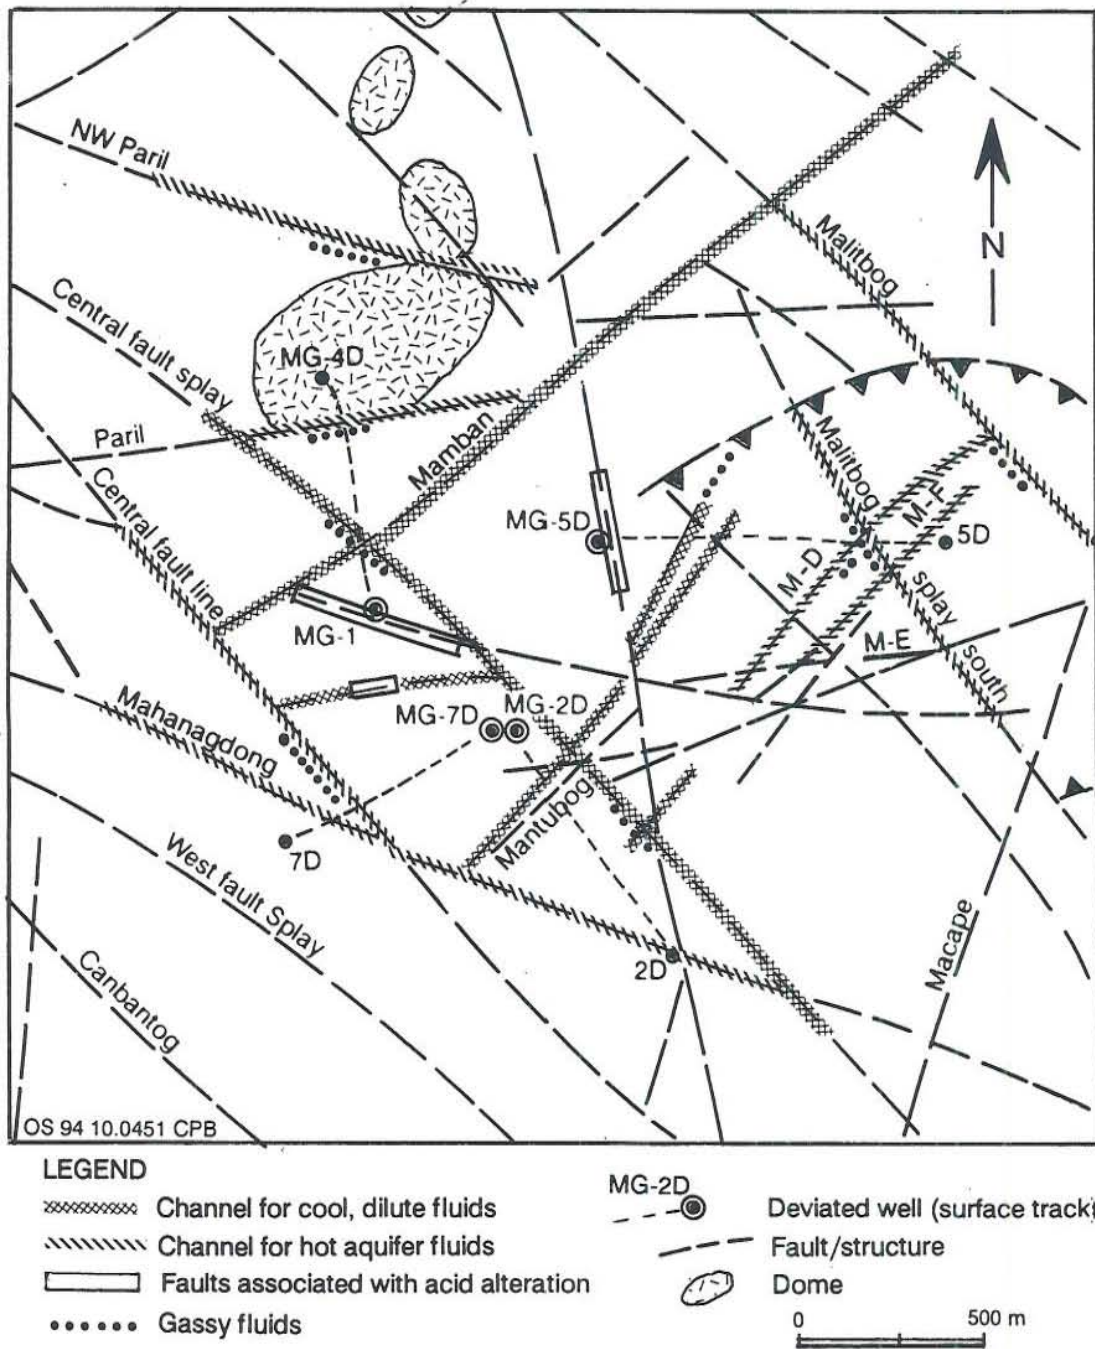 NW Paril
Malitbog
N
Central fault splay
MG-4D
Paril
Mamban
Malitbog
Central fault line
MG-5D
M-F
5D
M-D
splay
MG-1
M-E
south
Mahanagdong
MG-7D
MG-2D
Mantubog
7D
West fault Splay
2D
Macape
Canbantog
OS 94 10.0451 CPB
LEGEND
Channel for cool, dilute fluids
Channel for hot aquifer fluids
Faults associated with acid alteration
Gassy fluids
MG-2D
Deviated well (surface track)
Fault/structure
Dome
0 500 m